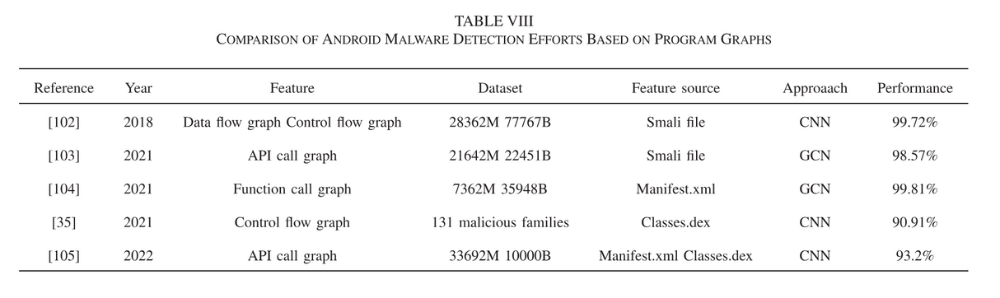 TABLE VIII
COMPARISON OF ANDROID MALWARE DETECTION EFFORTS BASED ON PROGRAM GRAPHS
Reference Year Feature Dataset Feature source Approaach Performance
[102] 2018 Data flow graph Control flow graph 28362M 77767B Smali file CNN 99.72%
[103] 2021 API call graph 21642M 22451B Smali file GCN 98.57%
[104] 2021 Function call graph 7362M 35948B Manifest.xml GCN 99.81%
[35] 2021 Control flow graph 131 malicious families Classes.dex CNN 90.91%
[105] 2022 API call graph 33692M 10000B Manifest.xml Classes.dex CNN 93.2%